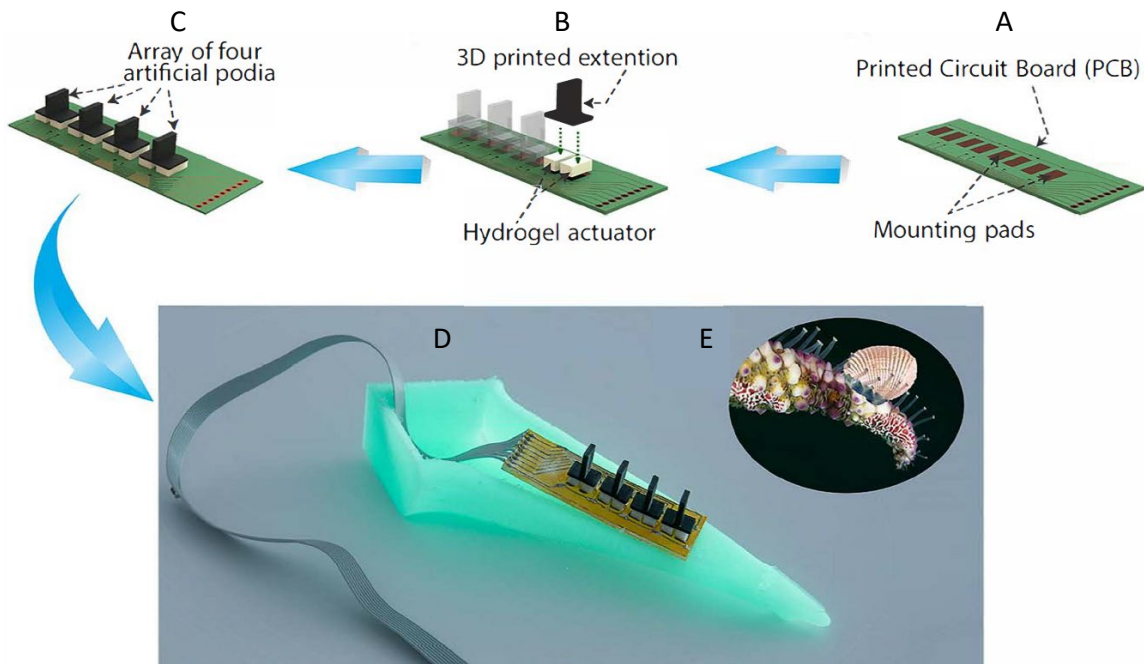 C
B
A
Array of four
artificial podia
3D printed extention
Printed Circuit Board (PCB)
Hydrogel actuator
Mounting pads
D
E